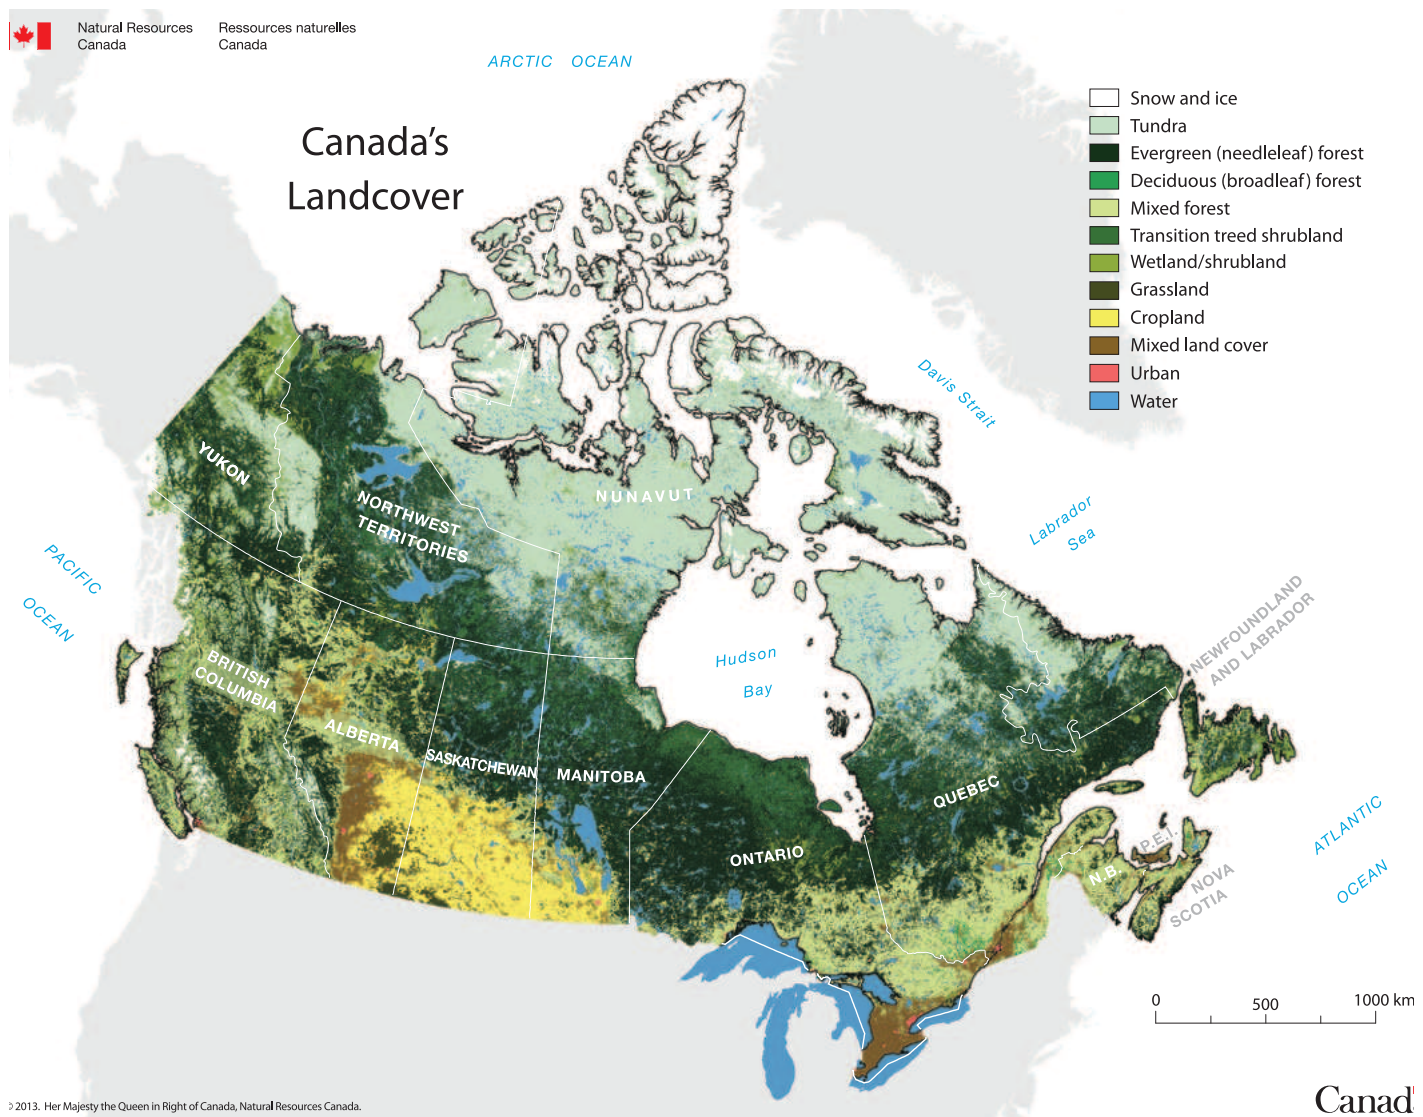 Natural Resources
Canada
Ressources naturelles
Canada
ARCTIC OCEAN
Canada's
Landcover
Snow and ice
Tundra
Evergreen (needleleaf) forest
Deciduous (broadleaf) forest
Mixed forest
Transition treed shrubland
Wetland/shrubland
Grassland
Cropland
Mixed land cover
Urban
Water
Davis Strait
YUKON
NORTHWEST
TERRITORIES
NUNAVUT
Labrador
Sea
PACIFIC
OCEAN
NEWFOUNDLAND
AND LABRADOR
Hudson
Bay
BRITISH
COLUMBIA
ALBERTA
SASKATCHEWAN
MANITOBA
QUEBEC
ONTARIO
P.E.I.
N.B.
NOVA
SCOTIA
ATLANTIC
OCEAN
0 500 1000 km
© 2013. Her Majesty the Queen in Right of Canada, Natural Resources Canada.
Canad